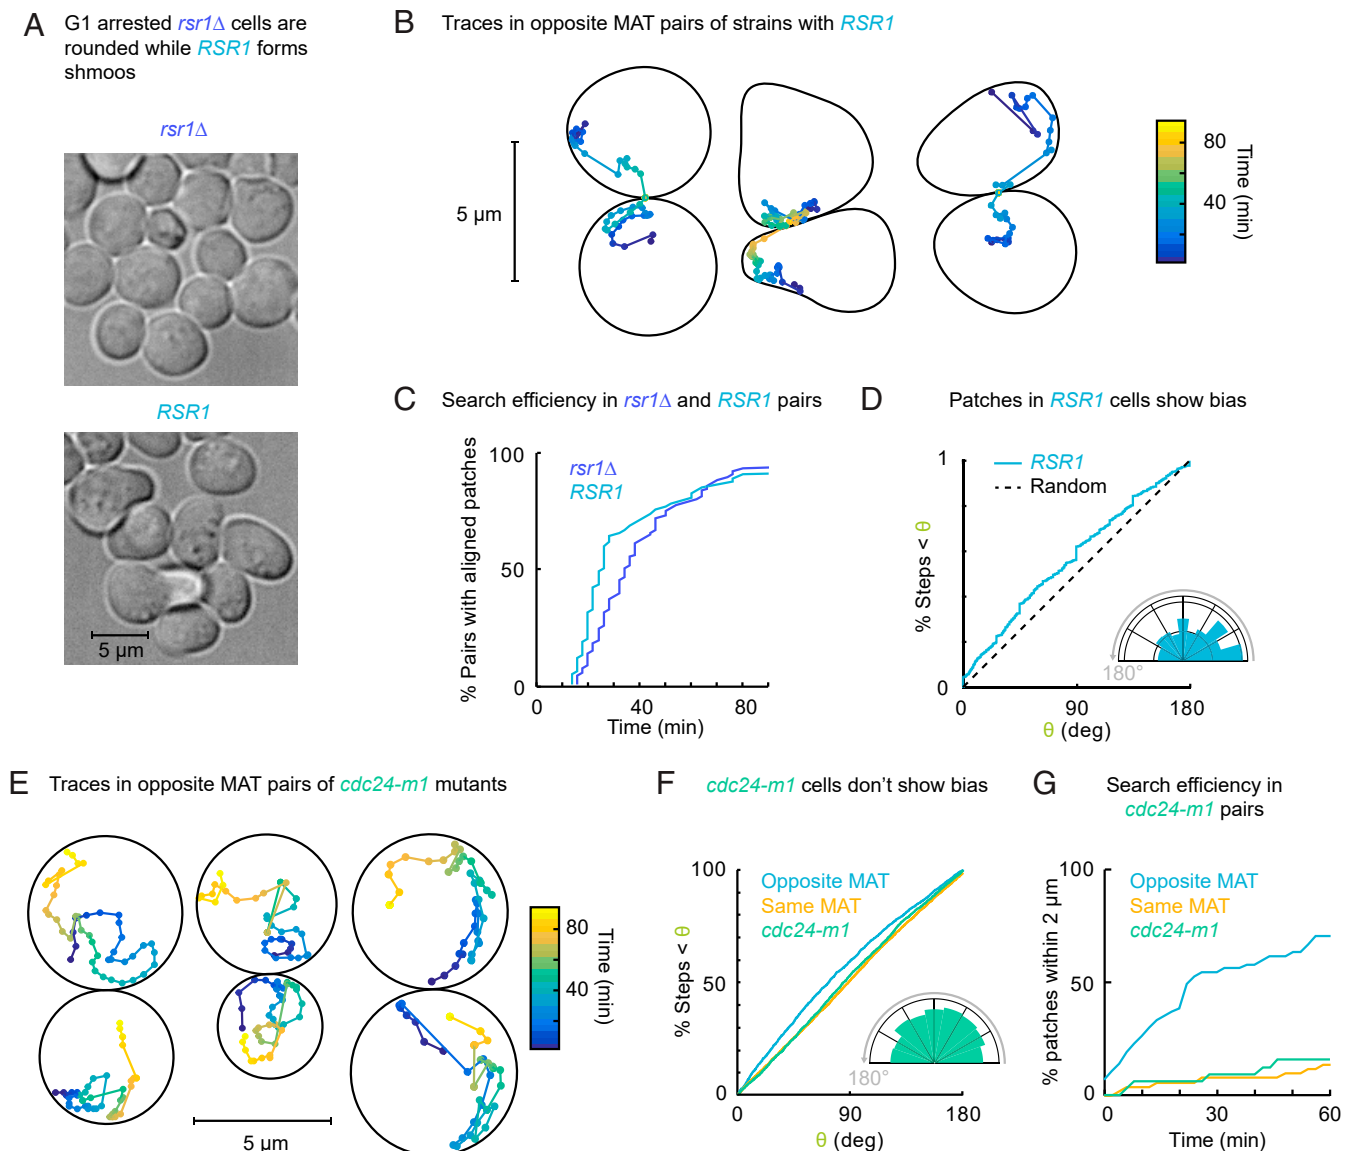 A
G1 arrested rsr1Δ cells are
rounded while RSR1 forms
shmoos
rsr1Δ
RSR1
5 μm
B
Traces in opposite MAT pairs of strains with RSR1
5 μm
80
40
Time (min)
C
Search efficiency in rsr1Δ and RSR1 pairs
% Pairs with aligned patches
100
50
0
rsr1Δ
RSR1
0
40
80
Time (min)
D
Patches in RSR1 cells show bias
% Steps < θ
1
0
RSR1
Random
180°
0
90
180
θ (deg)
E
Traces in opposite MAT pairs of cdc24-m1 mutants
80
40
Time (min)
5 μm
F
cdc24-m1 cells don't show bias
% Steps < θ
100
50
0
Opposite MAT
Same MAT
cdc24-m1
180°
0
90
180
θ (deg)
G
Search efficiency in
cdc24-m1 pairs
% patches within 2 μm
100
50
0
Opposite MAT
Same MAT
cdc24-m1
0
30
60
Time (min)